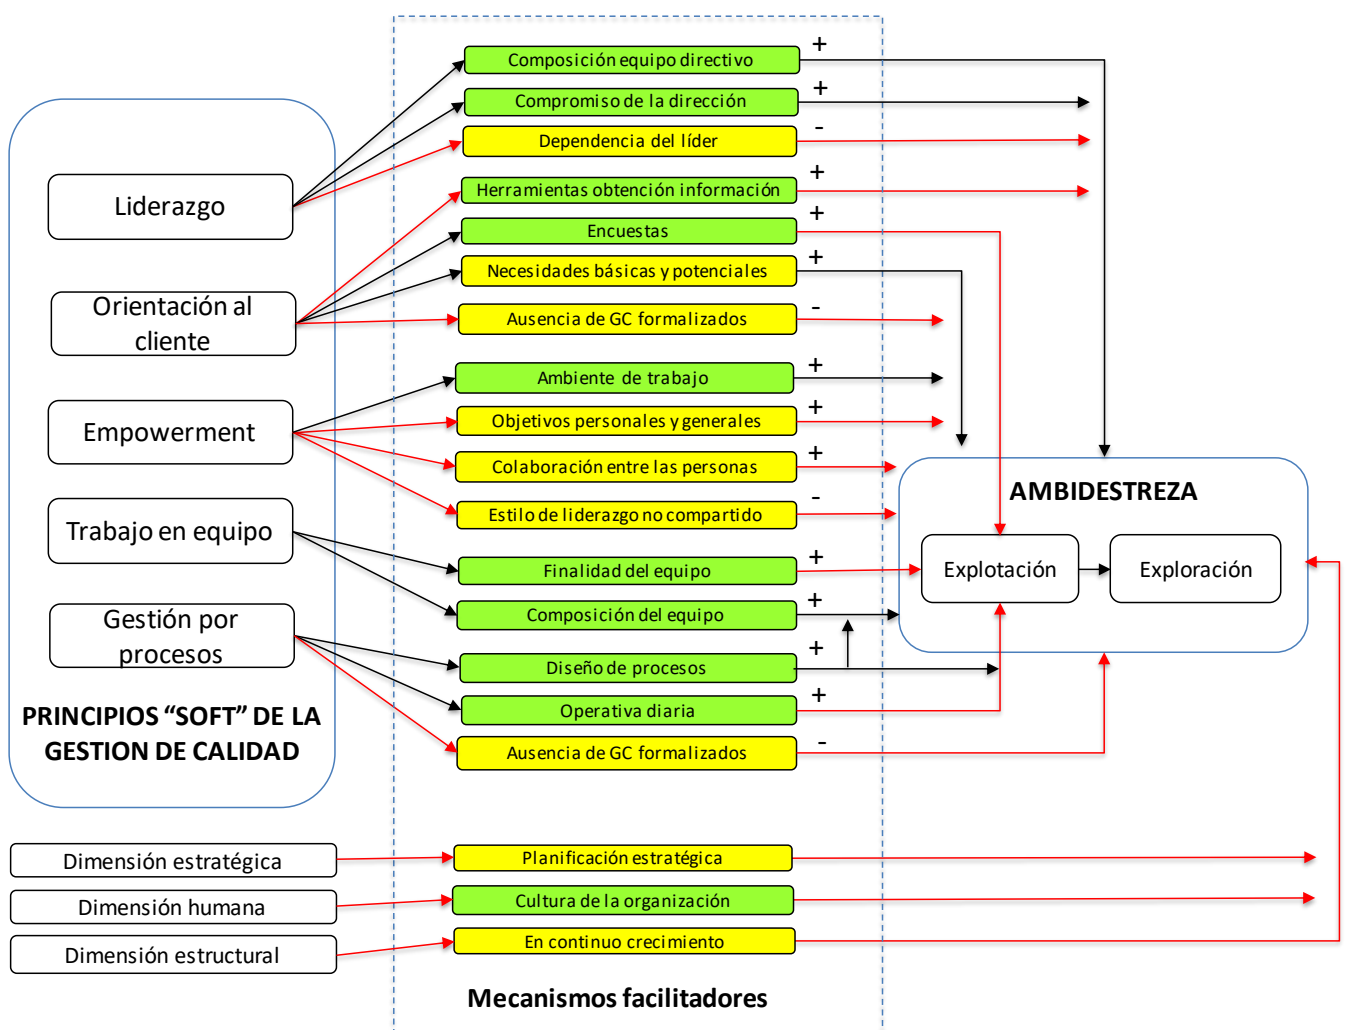 Composición equipo directivo
+
Compromiso de la dirección
+
Dependencia del líder
-
Herramientas obtención información
+
Encuestas
+
Necesidades básicas y potenciales
+
Ausencia de GC formalizados
-
Ambiente de trabajo
+
Objetivos personales y generales
+
Colaboración entre las personas
+
Estilo de liderazgo no compartido
-
Finalidad del equipo
+
Composición del equipo
+
Diseño de procesos
+
Operativa diaria
+
Ausencia de GC formalizados
-
Planificación estratégica
Cultura de la organización
En continuo crecimiento
Mecanismos facilitadores
Liderazgo
Orientación al
cliente
Empowerment
Trabajo en equipo
Gestión por
procesos
PRINCIPIOS “SOFT” DE LA
GESTION DE CALIDAD
Dimensión estratégica
Dimensión humana
Dimensión estructural
AMBIDESTREZA
Explotación
Exploración